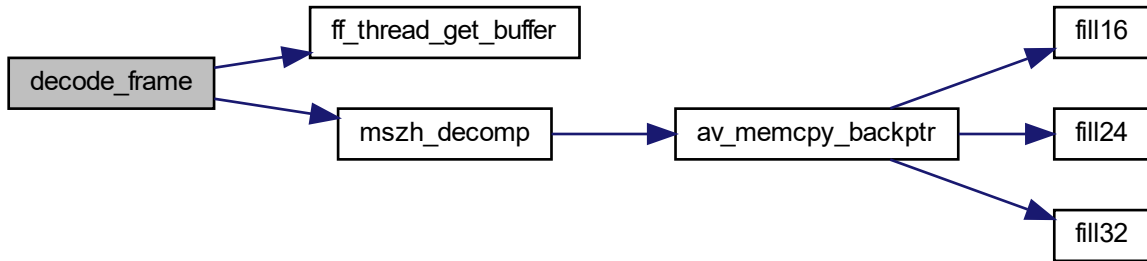 decode_frame
ff_thread_get_buffer
mszh_decomp
av_memcpy_backptr
fill16
fill24
fill32